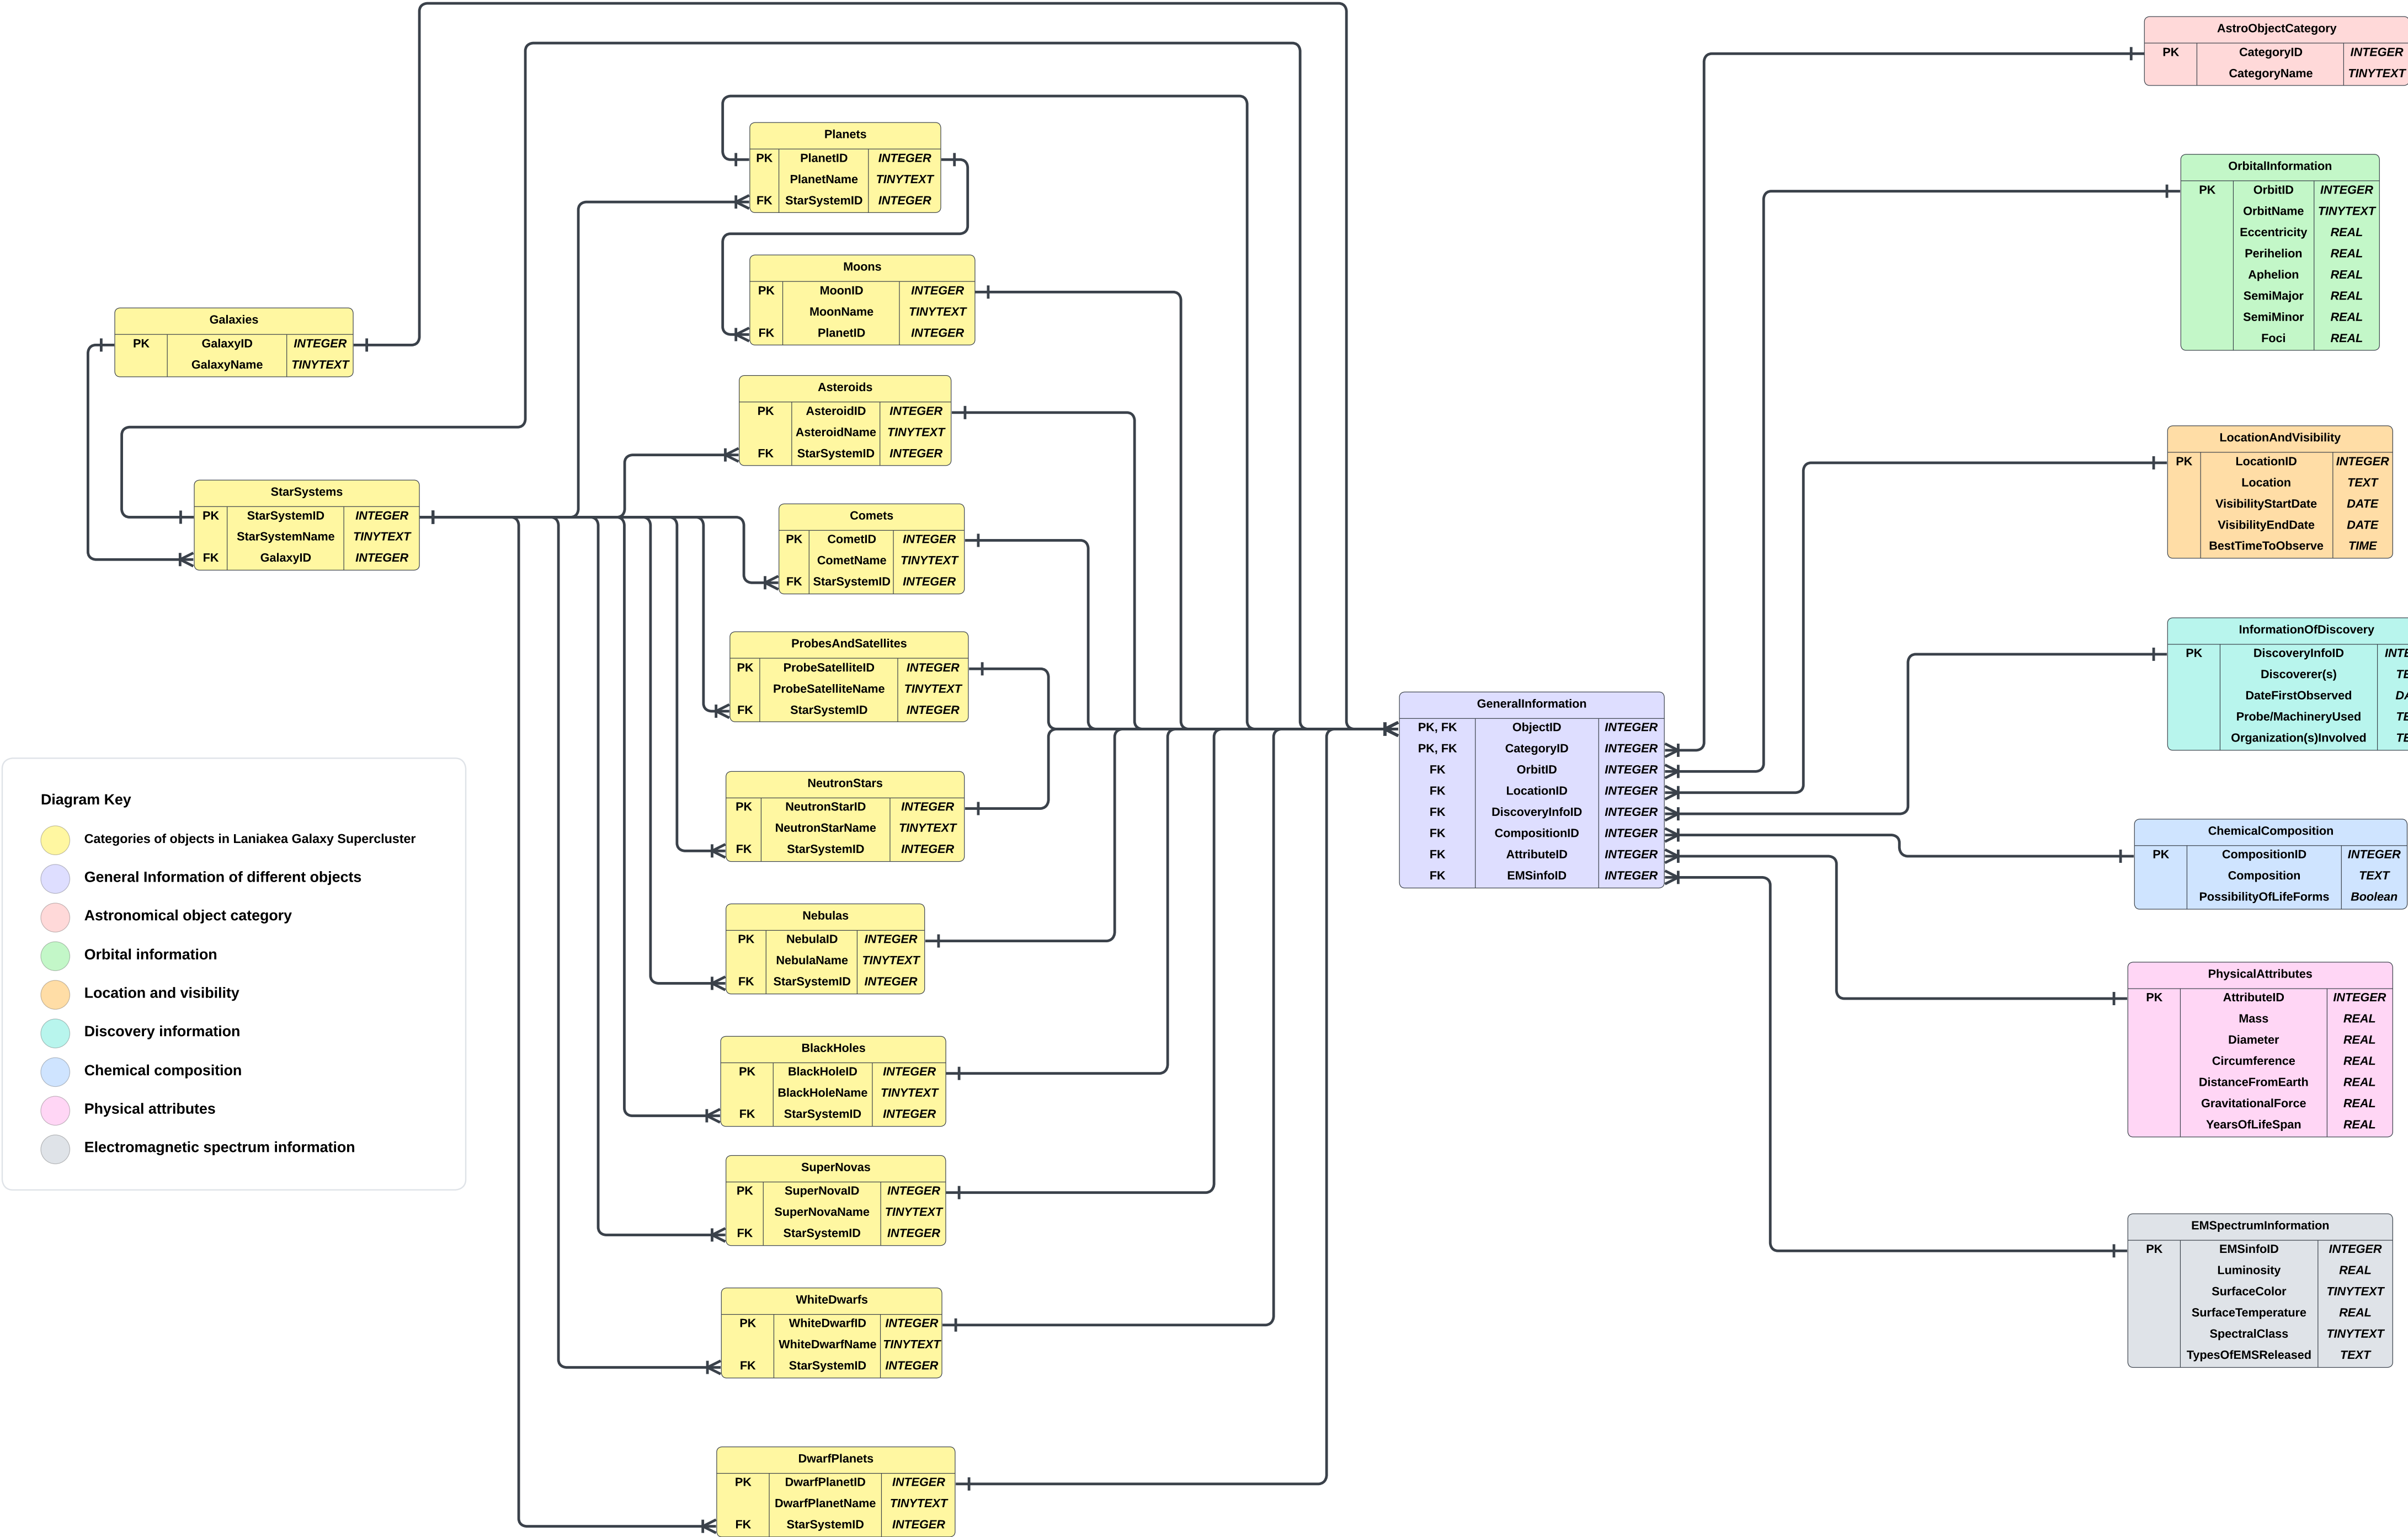 Galaxies
PK GalaxyID INTEGER
GalaxyName TINYTEXT
StarSystems
PK StarSystemID INTEGER
StarSystemName TINYTEXT
FK GalaxyID INTEGER
Diagram Key
Categories of objects in Laniakea Galaxy Supercluster
General Information of different objects
Astronomical object category
Orbital information
Location and visibility
Discovery information
Chemical composition
Physical attributes
Electromagnetic spectrum information
Planets
PK PlanetID INTEGER
PlanetName TINYTEXT
FK StarSystemID INTEGER
Moons
PK MoonID INTEGER
MoonName TINYTEXT
FK PlanetID INTEGER
Asteroids
PK AsteroidID INTEGER
AsteroidName TINYTEXT
FK StarSystemID INTEGER
Comets
PK CometID INTEGER
CometName TINYTEXT
FK StarSystemID INTEGER
ProbesAndSatellites
PK ProbeSatelliteID INTEGER
ProbeSatelliteName TINYTEXT
FK StarSystemID INTEGER
NeutronStars
PK NeutronStarID INTEGER
NeutronStarName TINYTEXT
FK StarSystemID INTEGER
Nebulas
PK NebulaID INTEGER
NebulaName TINYTEXT
FK StarSystemID INTEGER
BlackHoles
PK BlackHoleID INTEGER
BlackHoleName TINYTEXT
FK StarSystemID INTEGER
SuperNovas
PK SuperNovaID INTEGER
SuperNovaName TINYTEXT
FK StarSystemID INTEGER
WhiteDwarfs
PK WhiteDwarfID INTEGER
WhiteDwarfName TINYTEXT
FK StarSystemID INTEGER
DwarfPlanets
PK DwarfPlanetID INTEGER
DwarfPlanetName TINYTEXT
FK StarSystemID INTEGER
GeneralInformation
PK, FK ObjectID INTEGER
PK, FK CategoryID INTEGER
FK OrbitID INTEGER
FK LocationID INTEGER
FK DiscoveryInfoID INTEGER
FK CompositionID INTEGER
FK AttributeID INTEGER
FK EMSinfoID INTEGER
AstroObjectCategory
PK CategoryID INTEGER
CategoryName TINYTEXT
OrbitalInformation
PK OrbitID INTEGER
OrbitName TINYTEXT
Eccentricity REAL
Perihelion REAL
Aphelion REAL
SemiMajor REAL
SemiMinor REAL
Foci REAL
LocationAndVisibility
PK LocationID INTEGER
Location TEXT
VisibilityStartDate DATE
VisibilityEndDate DATE
BestTimeToObserve TIME
InformationOfDiscovery
PK DiscoveryInfoID
Discoverer(s)
DateFirstObserved
Probe/MachineryUsed
Organization(s)Involved
ChemicalComposition
PK CompositionID INTEGER
Composition TEXT
PossibilityOfLifeForms Boolean
PhysicalAttributes
PK AttributeID INTEGER
Mass REAL
Diameter REAL
Circumference REAL
DistanceFromEarth REAL
GravitationalForce REAL
YearsOfLifeSpan REAL
EMSpectrumInformation
PK EMSinfoID INTEGER
Luminosity REAL
SurfaceColor TINYTEXT
SurfaceTemperature REAL
SpectralClass TINYTEXT
TypesOfEMSReleased TEXT